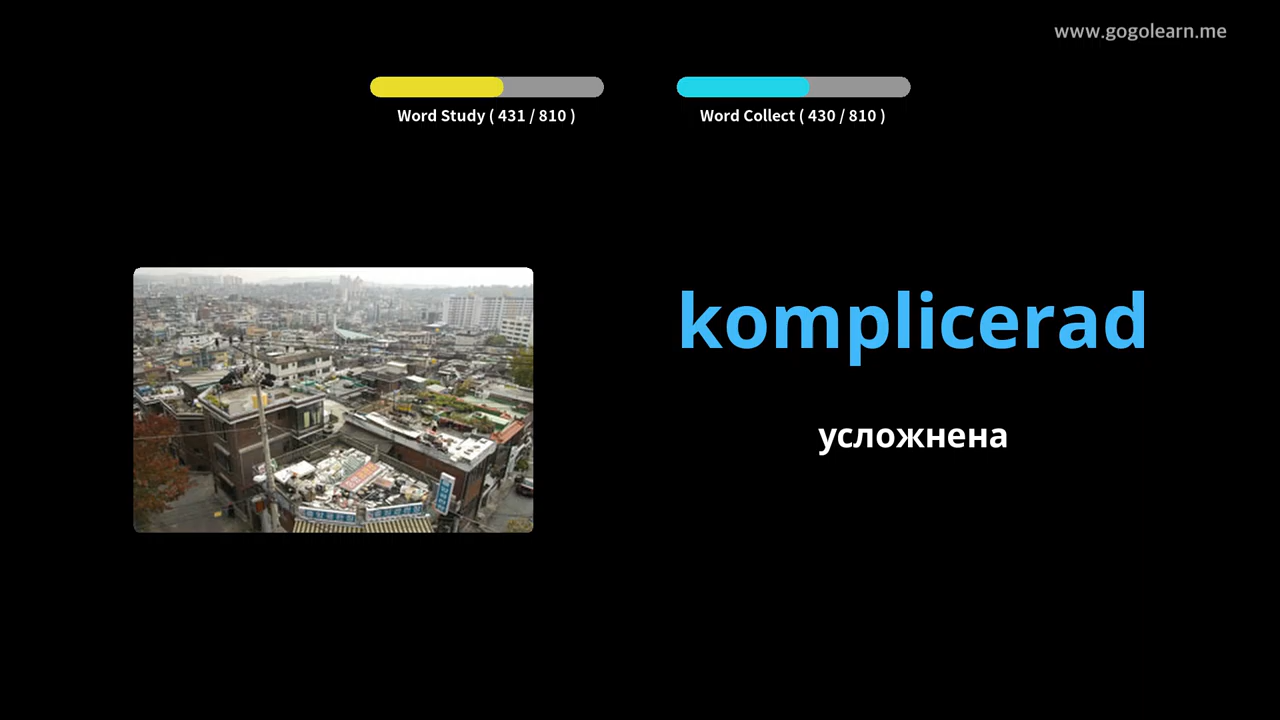 www.gogolearn.me
Word Study ( 431 / 810 )
Word Collect ( 430 / 810 )
komplicerad
усложнена